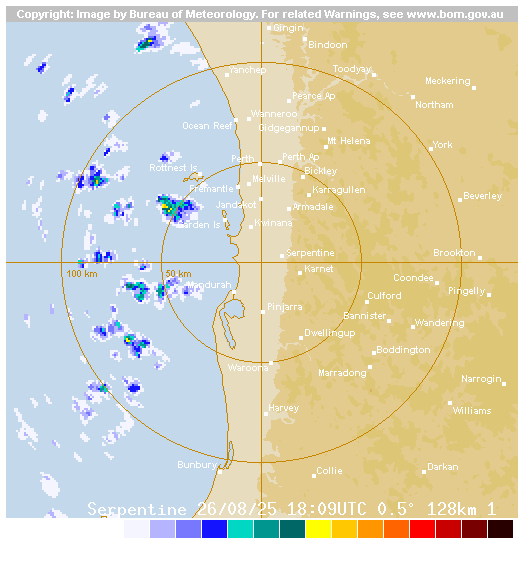 Copyright: Image by Bureau of Meteorology. For related Warnings, see www.bom.gov.au
Gingin
Bindoon
Yanchep
Toodyay
Meckering
Pearce Ap
Northam
Wanneroo
Ocean Reef
Gidgegannup
Mt Helena
York
Perth
Perth Ap
Rottnest Is
Bickley
Melville
Fremantle
Karragullen
Beverley
Jandakot
Armadale
Garden Is
Kwinana
Serpentine
Brookton
100 km
50 km
Karnet
Mandurah
Coondee
Pingelly
Culford
Pinjarra
Bannister
Wandering
Dwellingup
Boddington
Waroona
Marradong
Narrogin
Harvey
Williams
Bunbury
Collie
Darkan
Serpentine 26/08/25 18:09UTC 0.5° 128km 1